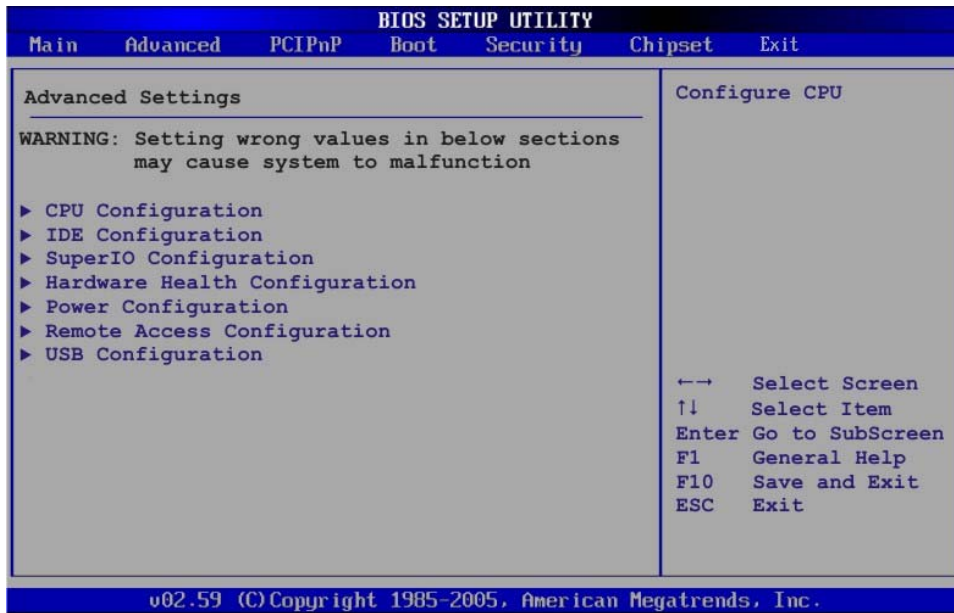 BIOS SETUP UTILITY
Main Advanced PCIPnP Boot Security Chipset Exit
Advanced Settings
WARNING: Setting wrong values in below sections
may cause system to malfunction
► CPU Configuration
► IDE Configuration
► SuperIO Configuration
► Hardware Health Configuration
► Power Configuration
► Remote Access Configuration
► USB Configuration
Configure CPU
←→ Select Screen
↑↓ Select Item
Enter Go to SubScreen
F1 General Help
F10 Save and Exit
ESC Exit
v02.59 (C)Copyright 1985-2005, American Megatrends, Inc.